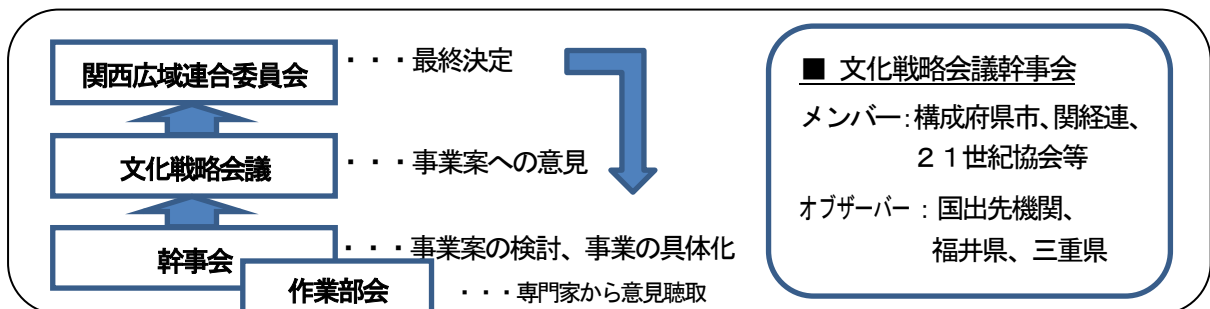 関西広域連合委員会 ・・・最終決定
文化戦略会議 ・・・事業案への意見
幹事会 ・・・事業案の検討、事業の具体化
作業部会 ・・・専門家から意見聴取
■ 文化戦略会議幹事会
メンバー：構成府県市、関経連、
２１世紀協会等
オブザーバー：国出先機関、
福井県、三重県